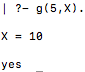 | ?- g(5,X).
X = 10
yes _